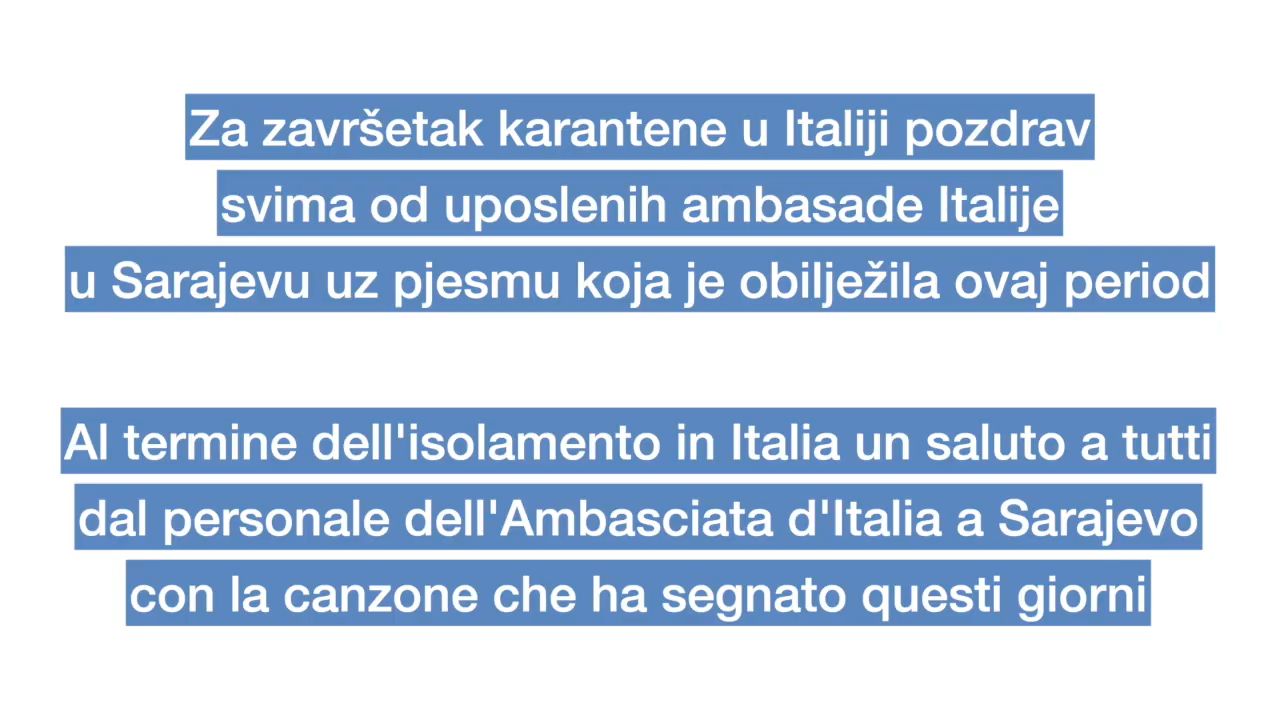 Za završetak karantene u Italiji pozdrav
svima od uposlenih ambasade Italije
u Sarajevu uz pjesmu koja je obilježila ovaj period
Al termine dell'isolamento in Italia un saluto a tutti
dal personale dell'Ambasciata d'Italia a Sarajevo
con la canzone che ha segnato questi giorni